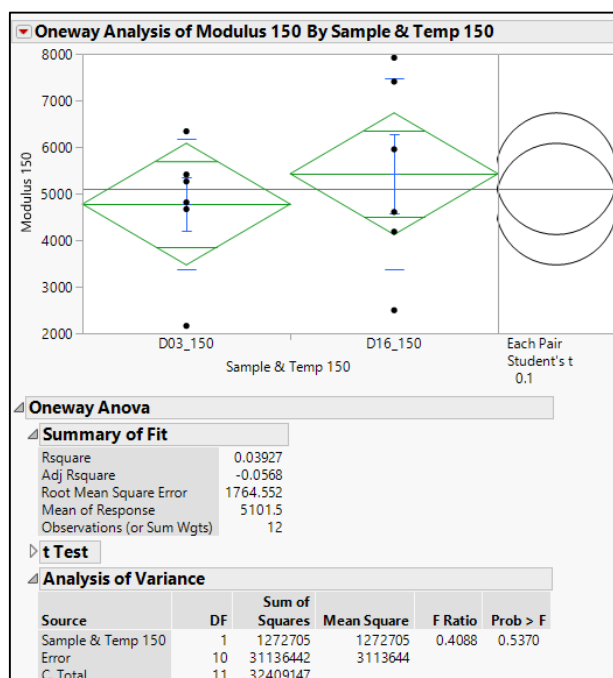 Oneway Analysis of Modulus 150 By Sample & Temp 150
8000
7000
6000
5000
4000
3000
2000
Modulus 150
D03_150
D16_150
Sample & Temp 150
Each Pair
Student's t
0.1
Oneway Anova
Summary of Fit
Rsquare 0.03927
Adj Rsquare -0.0568
Root Mean Square Error 1764.552
Mean of Response 5101.5
Observations (or Sum Wgts) 12
t Test
Analysis of Variance
Sum of
Source DF Squares Mean Square F Ratio Prob > F
Sample & Temp 150 1 1272705 1272705 0.4088 0.5370
Error 10 31136442 3113644
C. Total 11 32409147